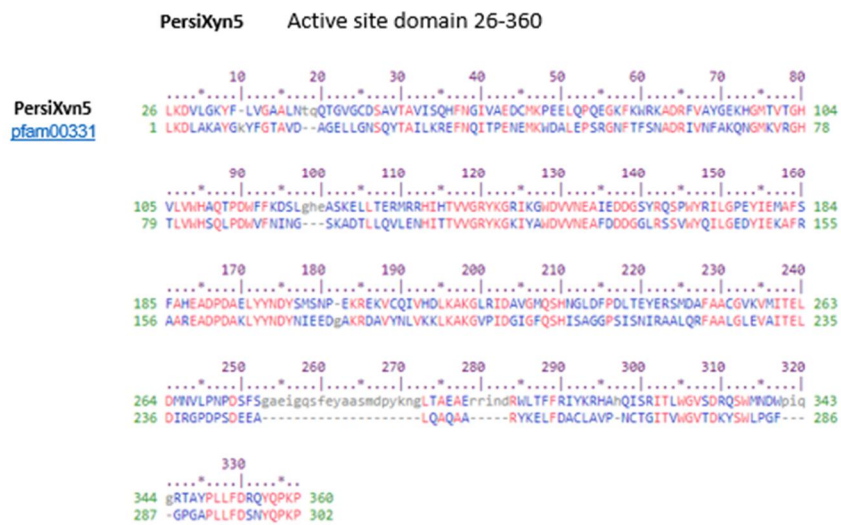 PersiXyn5 Active site domain 26-360
10 20 30 40 50 60 70 80
....*....|....*....|....*....|....*....|....*....|....*....|....*....|....*....|
PersiXvn5 26 LKDVLGKYF-LVGAALNtqQTGVGCDSAVTAVISQHFNGIVAEDCMKPEELQPQEGKFKWRKADRFVAYGEKHGMTVTGH 104
pfam00331 1 LKDLAKAYGkYFGTAVD--AGELLGNSQYTAILKREFNQITPENEMKWDALEPSRGNFTFSNADRIVNFAKQNGMKVRGH 78
90 100 110 120 130 140 150 160
....*....|....*....|....*....|....*....|....*....|....*....|....*....|....*....|
105 VLVWHAQTPDWFFKDSLgheASKELLTERMRRHIHTVVGRYKGRIKGWDVVNEAIEDDGSYRQSPWYRILGPEYIEMAFS 184
79 TLVWHSQLPDWVFNING---SKADTLLQVLENHITTVVGRYKGKIYAWDVVNEAFDDDGGLRSSVWYQILGEDYIEKAFR 155
170 180 190 200 210 220 230 240
....*....|....*....|....*....|....*....|....*....|....*....|....*....|....*....|
185 FAHEADPDAELYYNDYSMSNP-EKREKVCQIVHDLKAKGLRIDAVGMQSHNGLDFPDLTEYERSMDAFAACGVKVMITEL 263
156 AAREADPDAKLYYNDYNIEEDgAKRDAVYNLVKKLKAKGVPIDGIGFQSHISAGGPSISNIRAALQRFAALGLEVAITEL 235
250 260 270 280 290 300 310 320
....*....|....*....|....*....|....*....|....*....|....*....|....*....|....*....|
264 DMNVLPNPDSFSgaeigqsfeyaasmdpykngLTAEAErrindRWLTFFRIYKRHAhQISRITLWGVSDRQSWMNDWpiq 343
236 DIRGPDPSDEEA--------------------LQAQAA-----RYKELFDACLAVP-NCTGITVWGVTDKYSWLPGF--- 286
330
....*....|....*..
344 gRTAYPLLFDRQYQPKP 360
287 -GPGAPLLFDSNYQPKP 302